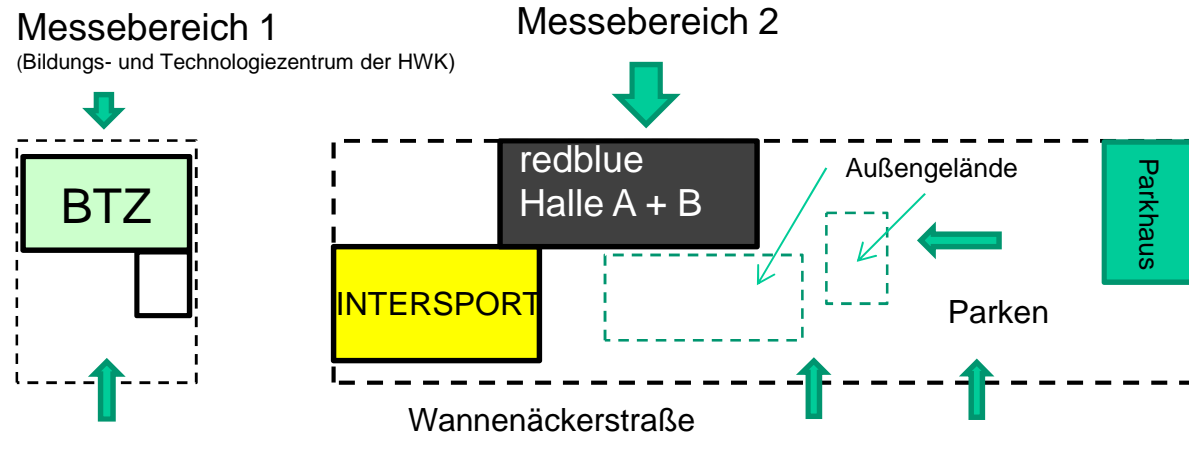 Messebereich 1
(Bildungs- und Technologiezentrum der HWK)
Messebereich 2
BTZ
redblue
Halle A + B
Außengelände
Parkhaus
INTERSPORT
Parken
Wannenäckerstraße